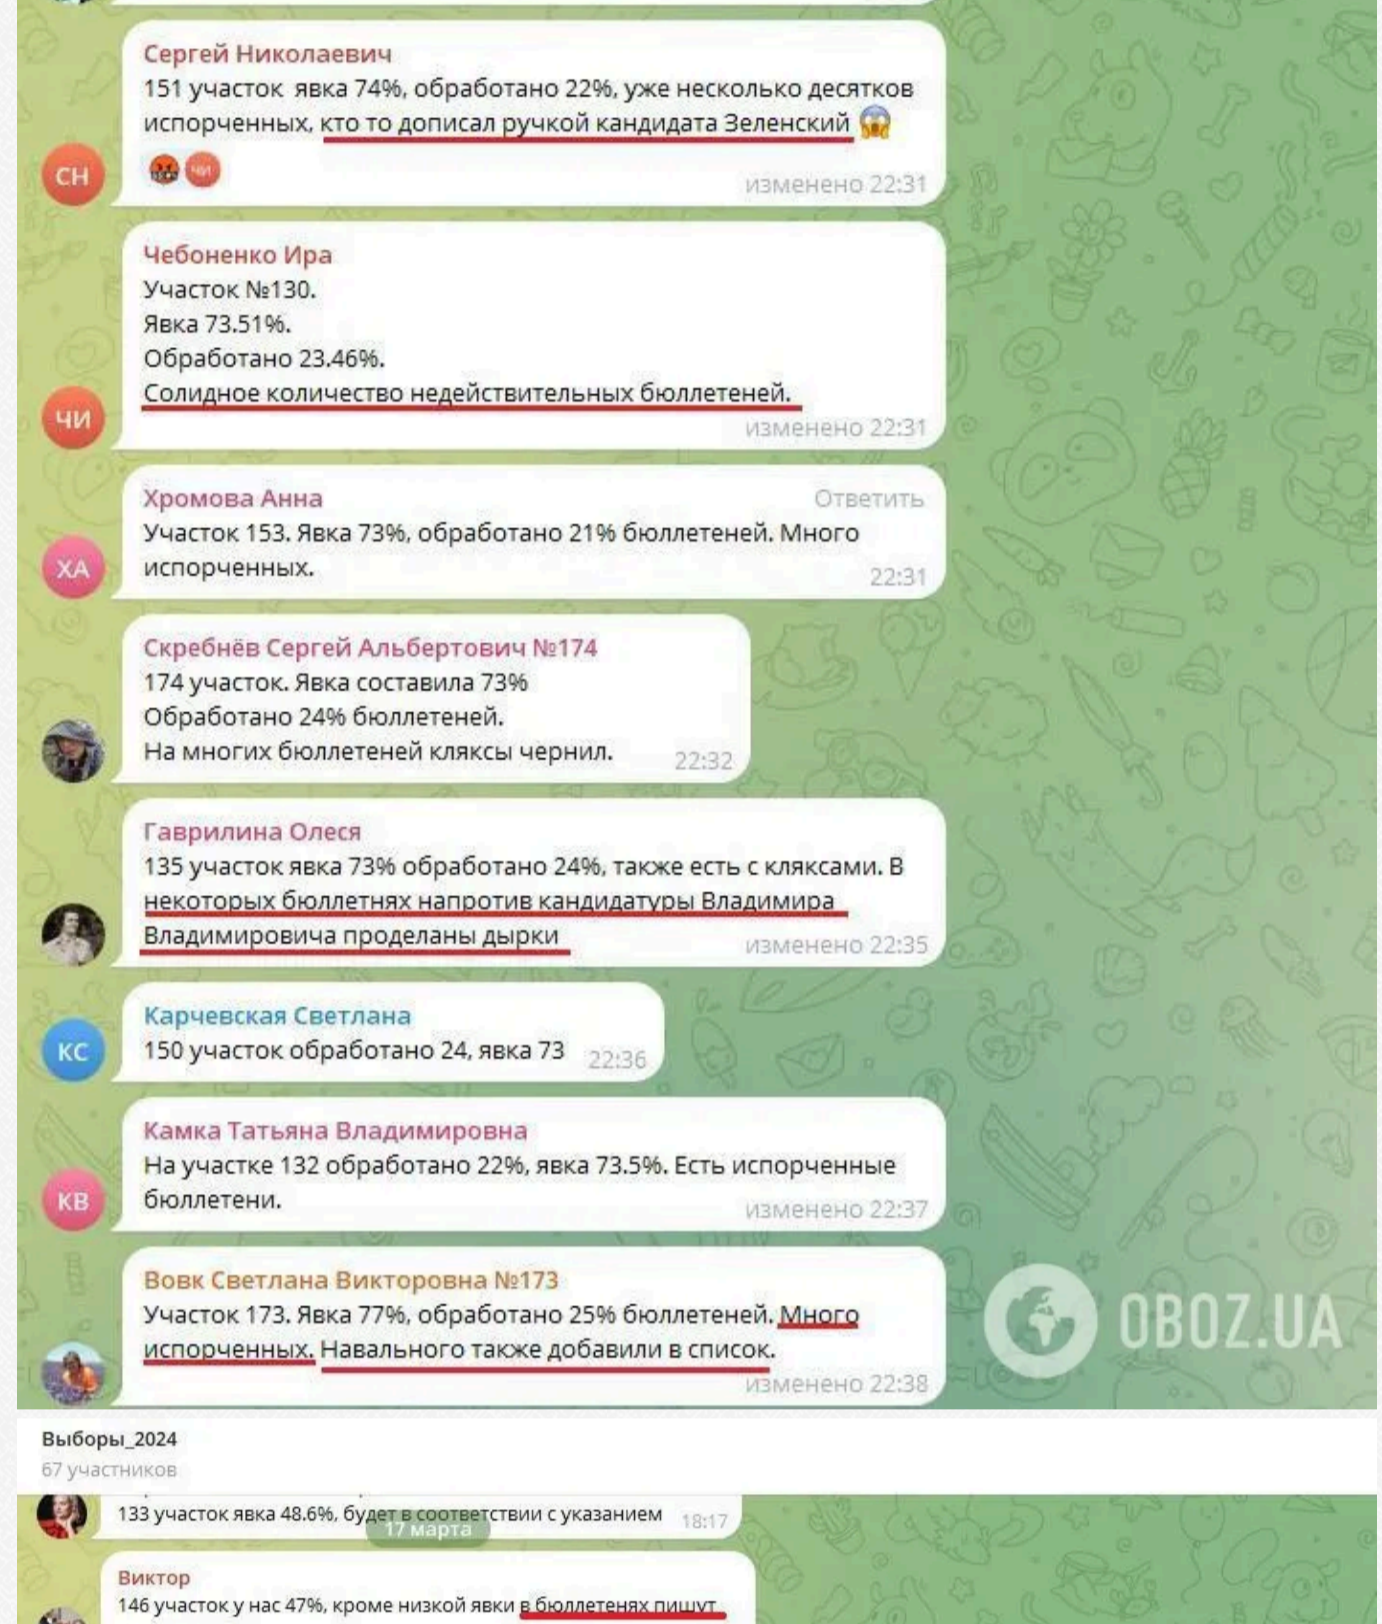 Сергей Николаевич
151 участок явка 74%, обработано 22%, уже несколько десятков
испорченных, кто то дописал ручкой кандидата Зеленский
СН
ЧИ
изменено 22:31
Чебоненко Ира
Участок №130.
Явка 73.51%.
Обработано 23.46%.
Солидное количество недействительных бюллетеней.
ЧИ
изменено 22:31
Хромова Анна
Ответить
Участок 153. Явка 73%, обработано 21% бюллетеней. Много
испорченных.
ХА
22:31
Скребнёв Сергей Альбертович №174
174 участок. Явка составила 73%
Обработано 24% бюллетеней.
На многих бюллетеней кляксы чернил.
22:32
Гаврилина Олеся
135 участок явка 73% обработано 24%, также есть с кляксами. В
некоторых бюллетнях напротив кандидатуры Владимира
Владимировича проделаны дырки
изменено 22:35
Карчевская Светлана
КС
150 участок обработано 24, явка 73
22:36
Камка Татьяна Владимировна
На участке 132 обработано 22%, явка 73.5%. Есть испорченные
бюллетени.
КВ
изменено 22:37
Вовк Светлана Викторовна №173
Участок 173. Явка 77%, обработано 25% бюллетеней. Много
испорченных. Навального также добавили в список.
изменено 22:38
OBOZ.UA
Выборы_2024
67 участников
133 участок явка 48.6%, будет в соответствии с указанием
18:17
17 марта
Виктор
146 участок у нас 47%, кроме низкой явки в бюллетенях пишут